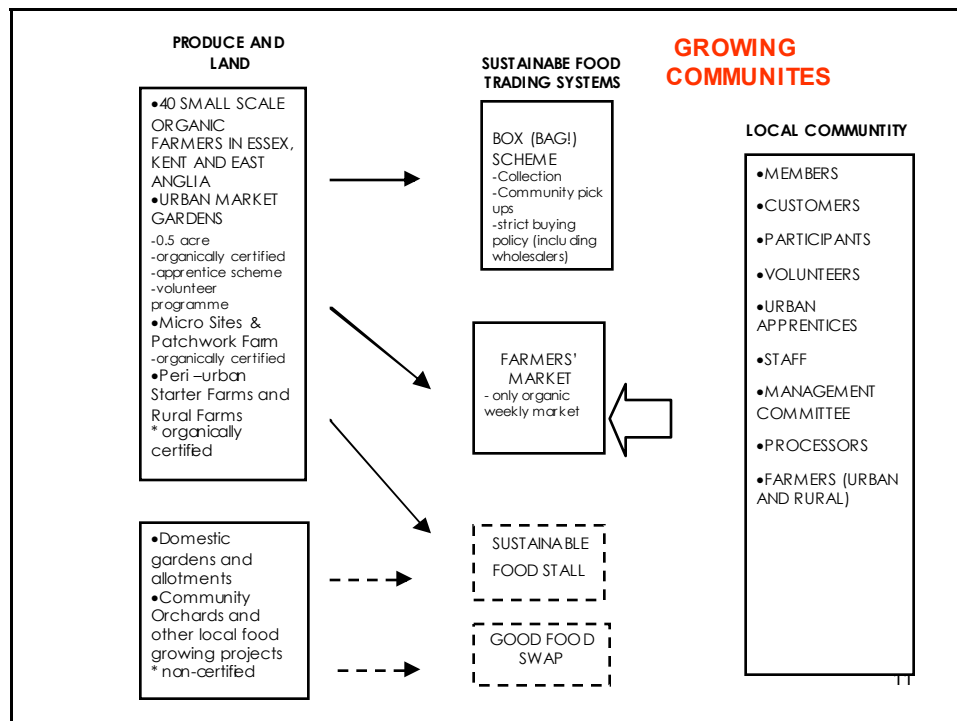 PRODUCE AND
LAND
•40 SMALL SCALE
ORGANIC
FARMERS IN ESSEX,
KENT AND EAST
ANGLIA
•URBAN MARKET
GARDENS
-0.5 acre
-organically certified
-apprentice scheme
-volunteer
programme
•Micro Sites &
Patchwork Farm
-organically certified
•Peri –urban
Starter Farms and
Rural Farms
* organically
certified
•Domestic
gardens and
allotments
•Community
Orchards and
other local food
growing projects
* non-certified
SUSTAINABE FOOD
TRADING SYSTEMS
BOX (BAG!)
SCHEME
-Collection
-Community pick
ups
-strict buying
policy (including
wholesalers)
FARMERS’
MARKET
- only organic
weekly market
SUSTAINABLE
FOOD STALL
GOOD FOOD
SWAP
GROWING
COMMUNITES
LOCAL COMMUNTITY
•MEMBERS
•CUSTOMERS
•PARTICIPANTS
•VOLUNTEERS
•URBAN
APPRENTICES
•STAFF
•MANAGEMENT
COMMITTEE
•PROCESSORS
•FARMERS (URBAN
AND RURAL)